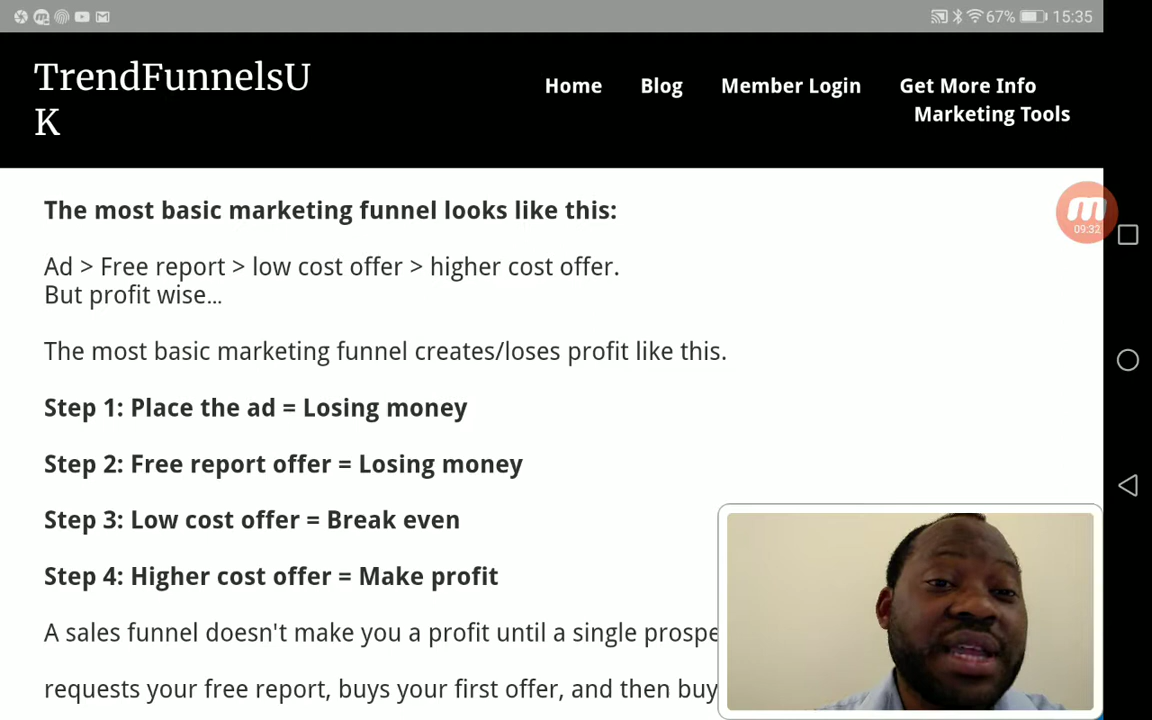 67% 15:35
TrendFunnelsU
K
Home Blog Member Login Get More Info
Marketing Tools
The most basic marketing funnel looks like this:
09:32
Ad > Free report > low cost offer > higher cost offer.
But profit wise...
The most basic marketing funnel creates/loses profit like this.
Step 1: Place the ad = Losing money
Step 2: Free report offer = Losing money
Step 3: Low cost offer = Break even
Step 4: Higher cost offer = Make profit
A sales funnel doesn't make you a profit until a single prospe
requests your free report, buys your first offer, and then buy